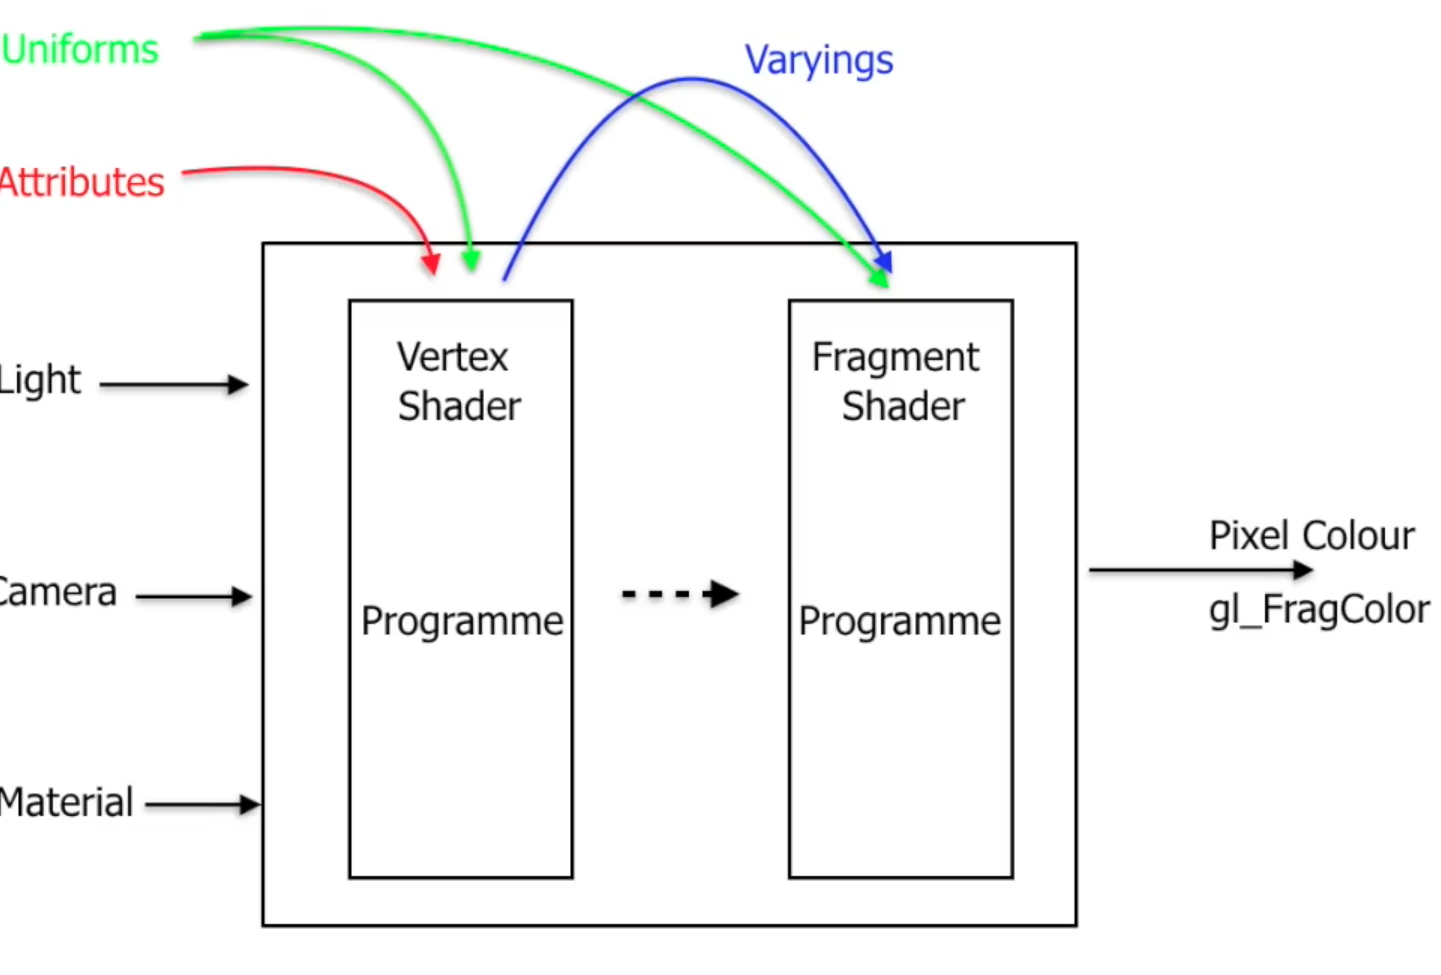 Uniforms
Varyings
Attributes
Vertex
Shader
Fragment
Shader
Light
Camera
Programme
Programme
Material
Pixel Colour
gl_FragColor